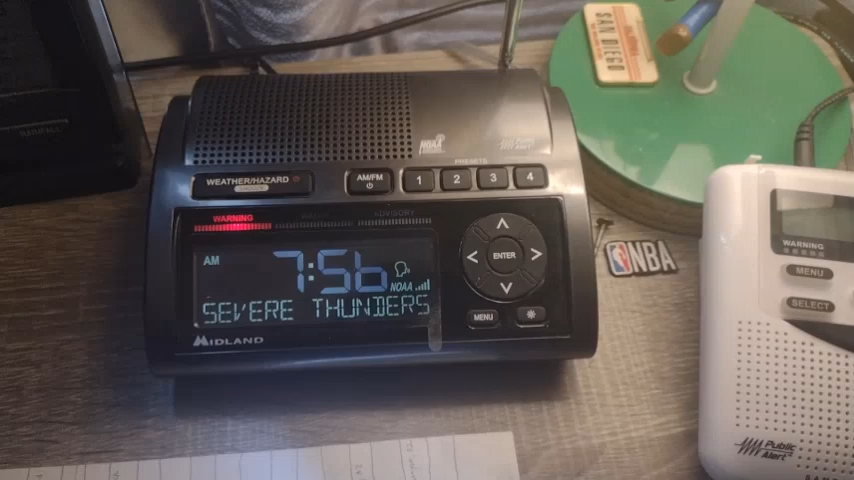 SAN DIEGO
NOAA
PRESETS
WEATHER/HAZARD
AM/FM
1 2 3 4
WARNING
ADVISORY
AM
7:56
NOAA
SEVERE THUNDERS
ENTER
MENU
MIDLAND
NBA
WARNING
MENU
SELECT
Public
Alert